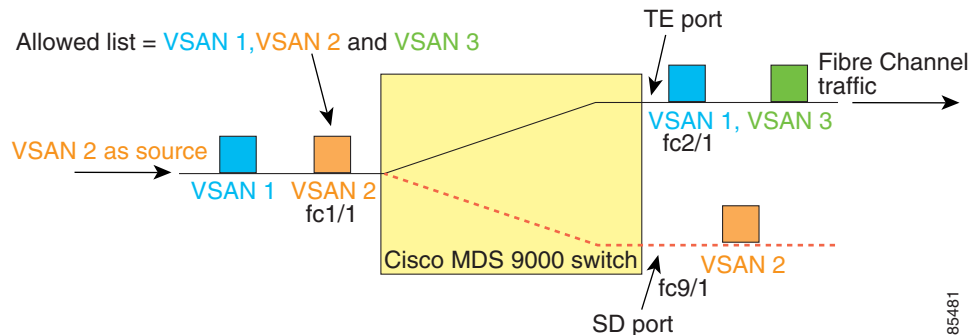 Allowed list = VSAN 1,VSAN 2 and VSAN 3
TE port
Fibre Channel
traffic
VSAN 2 as source
VSAN 1
VSAN 2
fc1/1
VSAN 1, VSAN 3
fc2/1
Cisco MDS 9000 switch
VSAN 2
fc9/1
SD port
85481